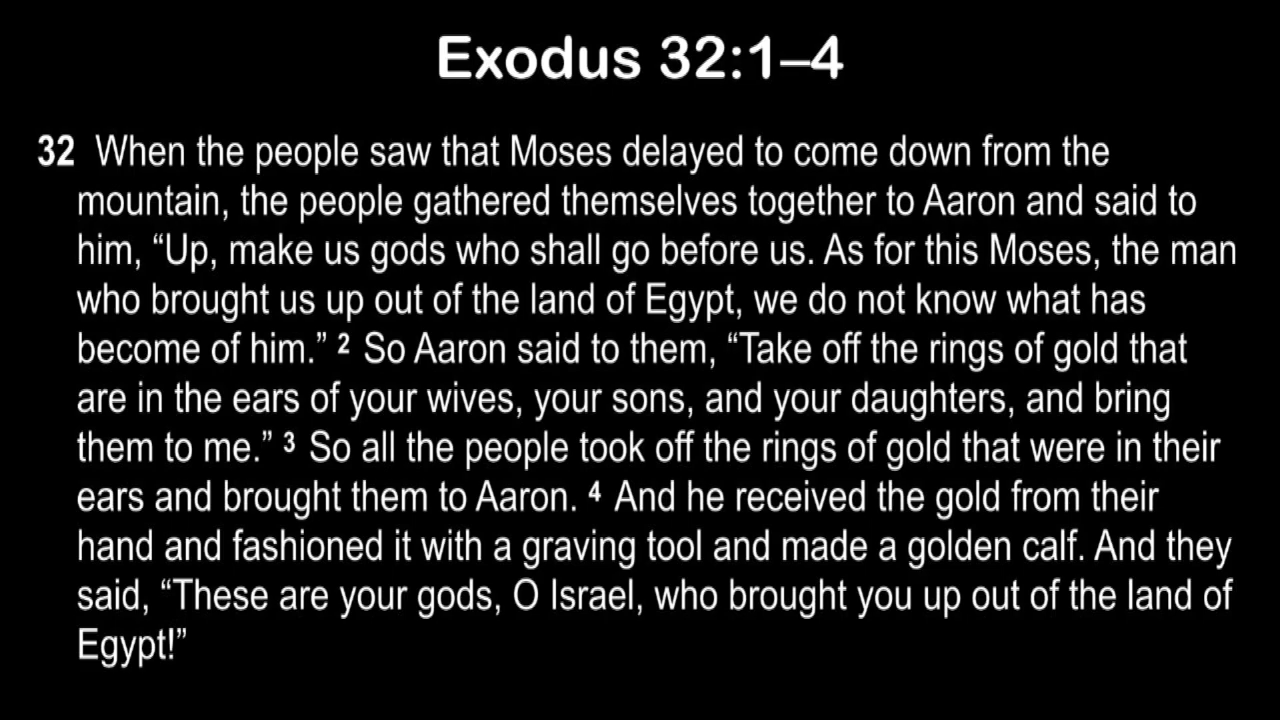 Exodus 32:1–4
32 When the people saw that Moses delayed to come down from the
mountain, the people gathered themselves together to Aaron and said to
him, “Up, make us gods who shall go before us. As for this Moses, the man
who brought us up out of the land of Egypt, we do not know what has
become of him.” 2 So Aaron said to them, “Take off the rings of gold that
are in the ears of your wives, your sons, and your daughters, and bring
them to me.” 3 So all the people took off the rings of gold that were in their
ears and brought them to Aaron. 4 And he received the gold from their
hand and fashioned it with a graving tool and made a golden calf. And they
said, “These are your gods, O Israel, who brought you up out of the land of
Egypt!”